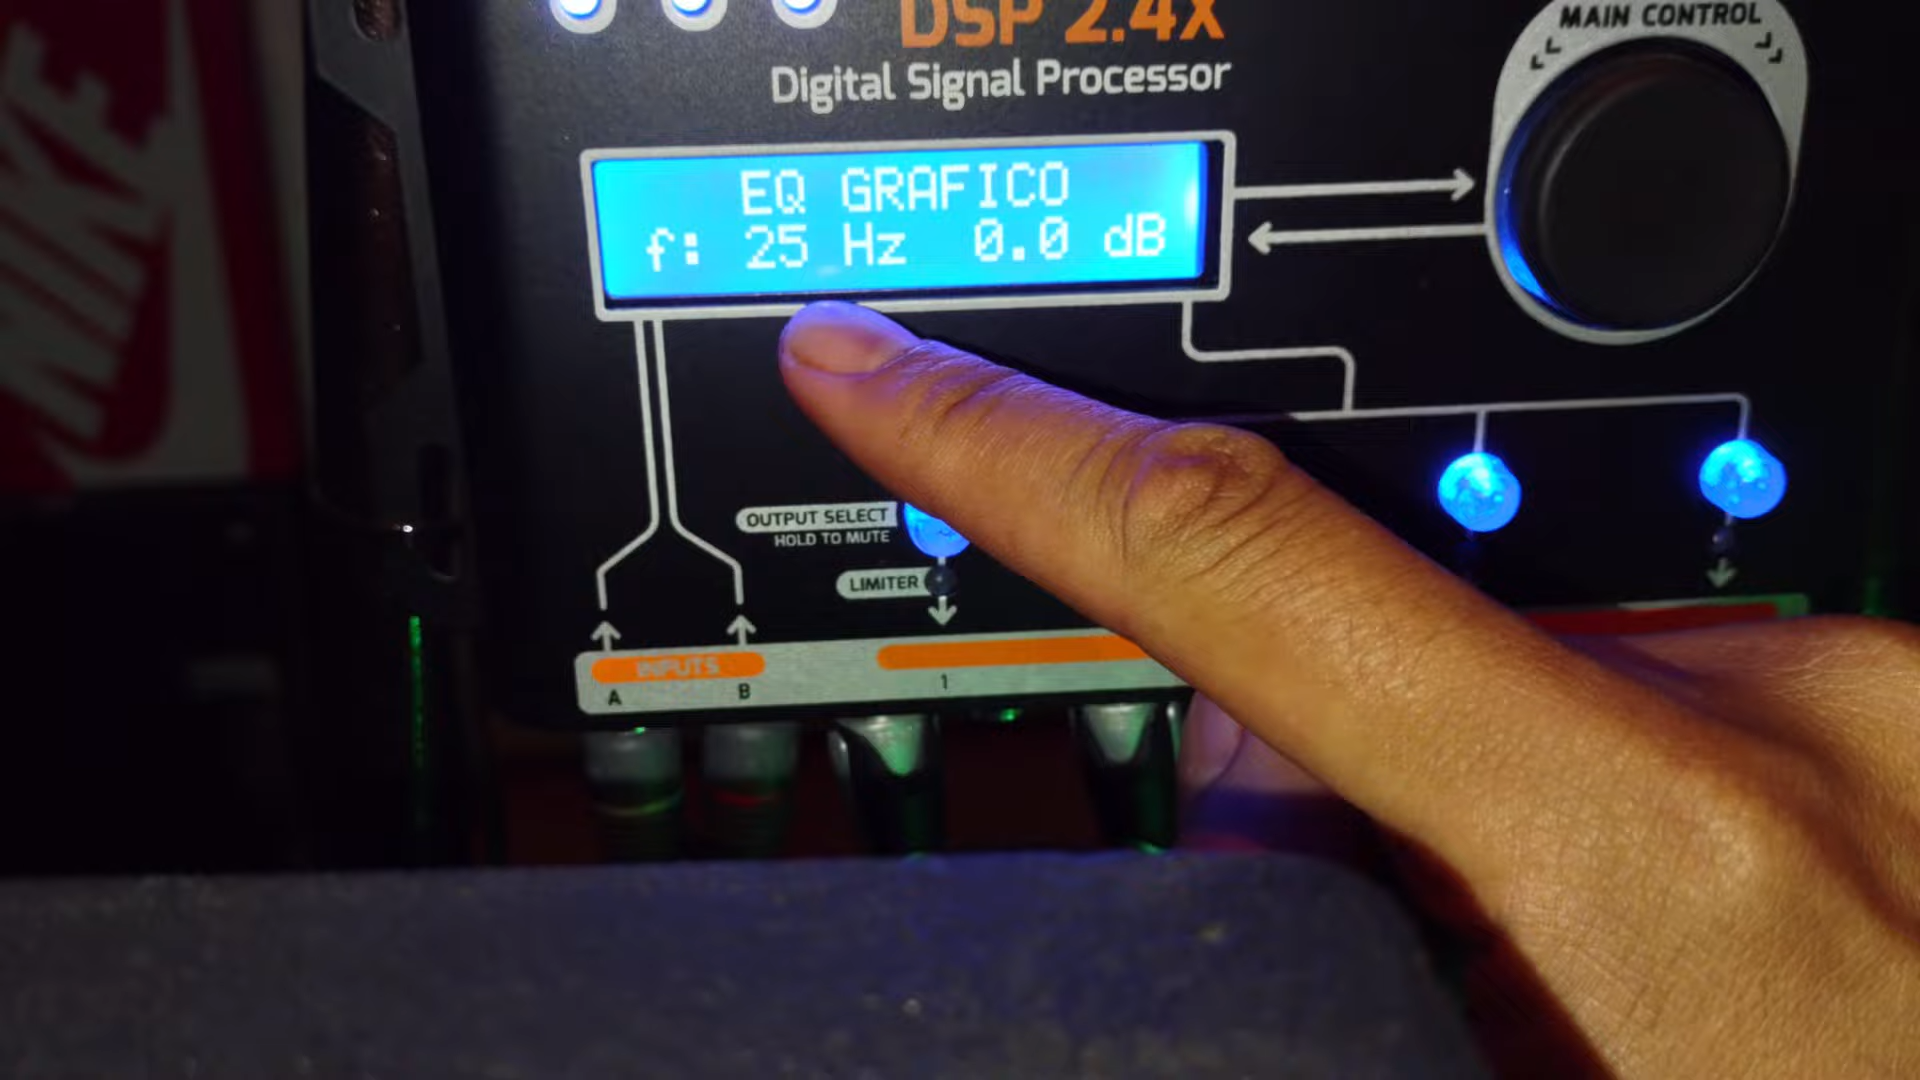 DSP 2.4X
Digital Signal Processor
MAIN CONTROL
EQ GRAFICO
f: 25 Hz 0.0 dB
OUTPUT SELECT
HOLD TO MUTE
LIMITER
INPUTS
A B 1
NIKE